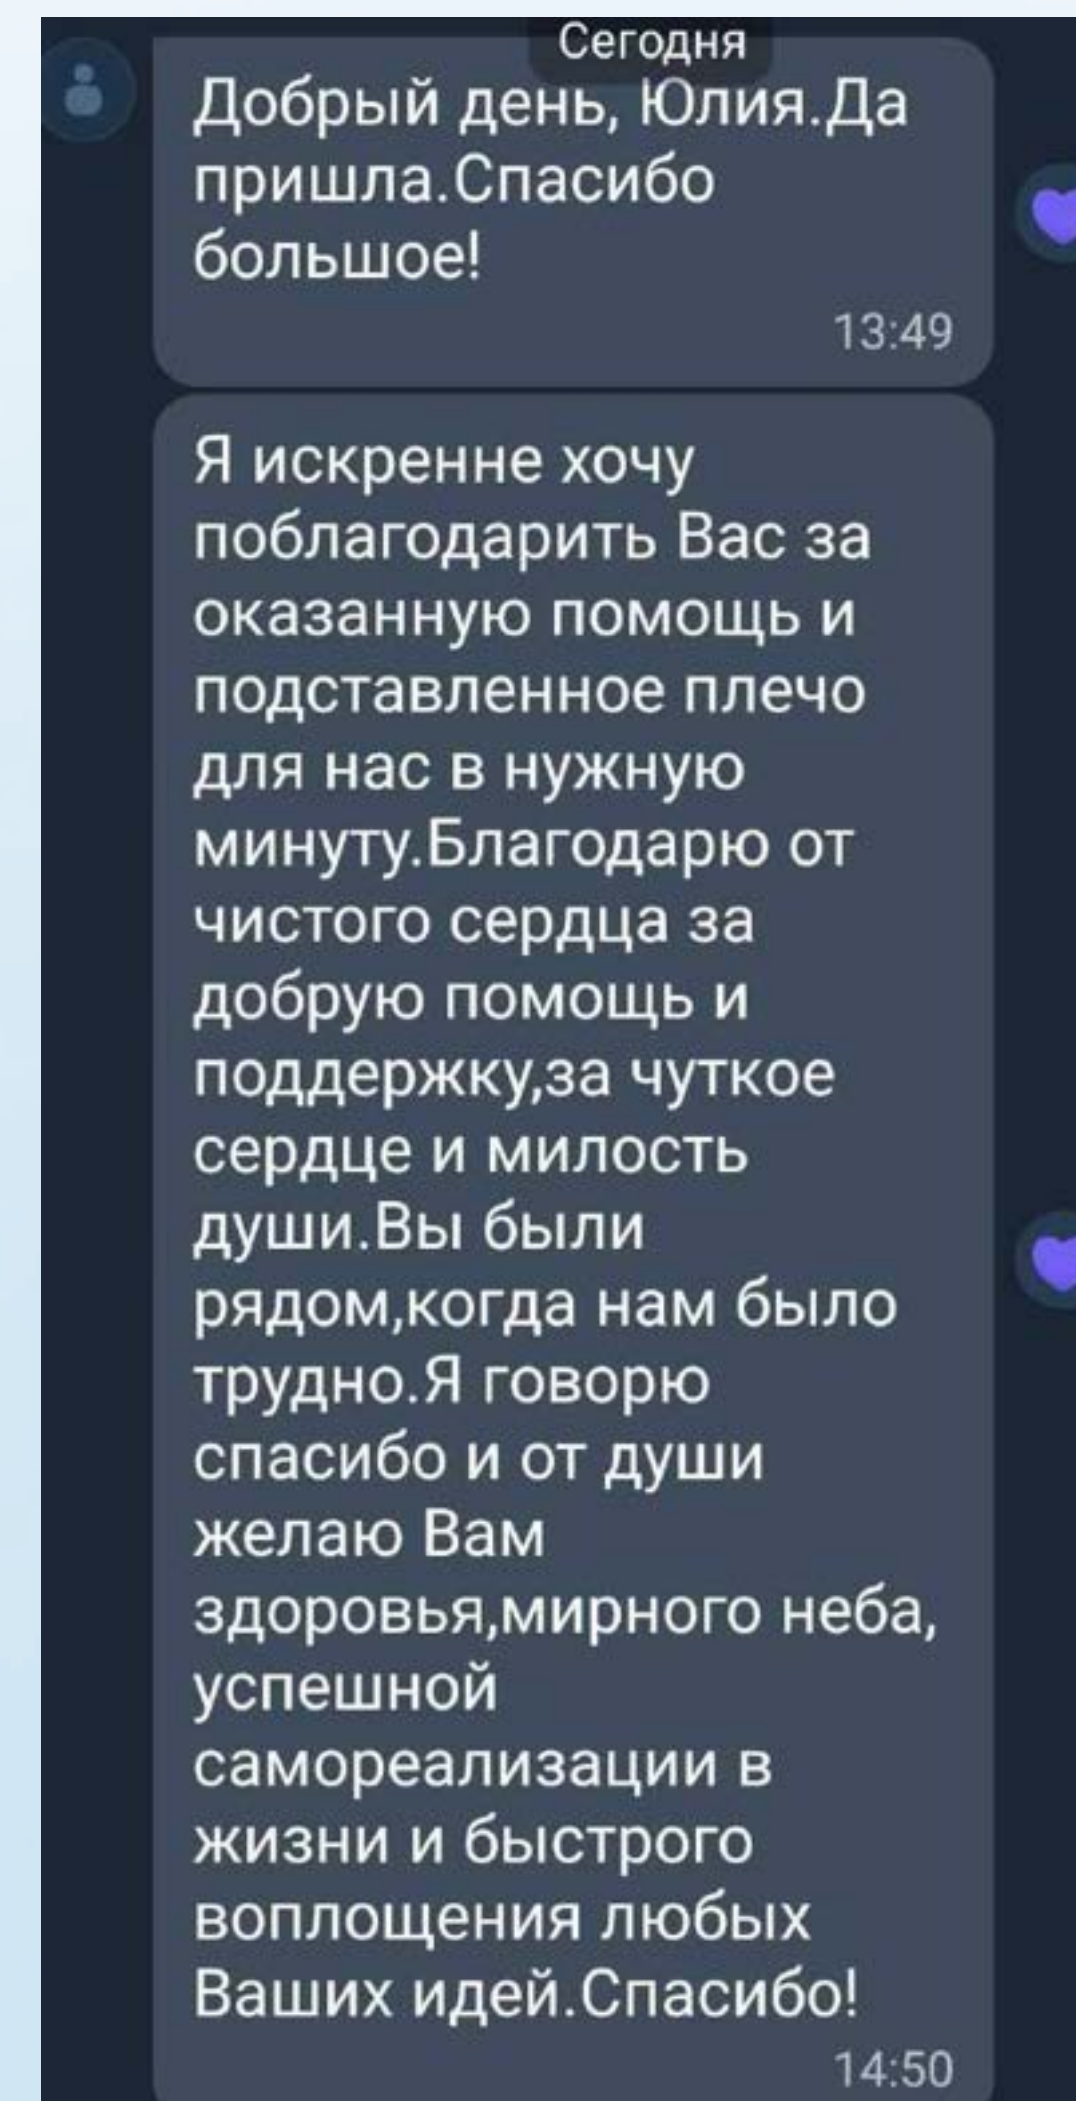 Сегодня
Добрый день, Юлия.Да
пришла.Спасибо
большое!
13:49
Я искренне хочу
поблагодарить Вас за
оказанную помощь и
подставленное плечо
для нас в нужную
минуту.Благодарю от
чистого сердца за
добрую помощь и
поддержку,за чуткое
сердце и милость
души.Вы были
рядом,когда нам было
трудно.Я говорю
спасибо и от души
желаю Вам
здоровья,мирного неба,
успешной
самореализации в
жизни и быстрого
воплощения любых
Ваших идей.Спасибо!
14:50